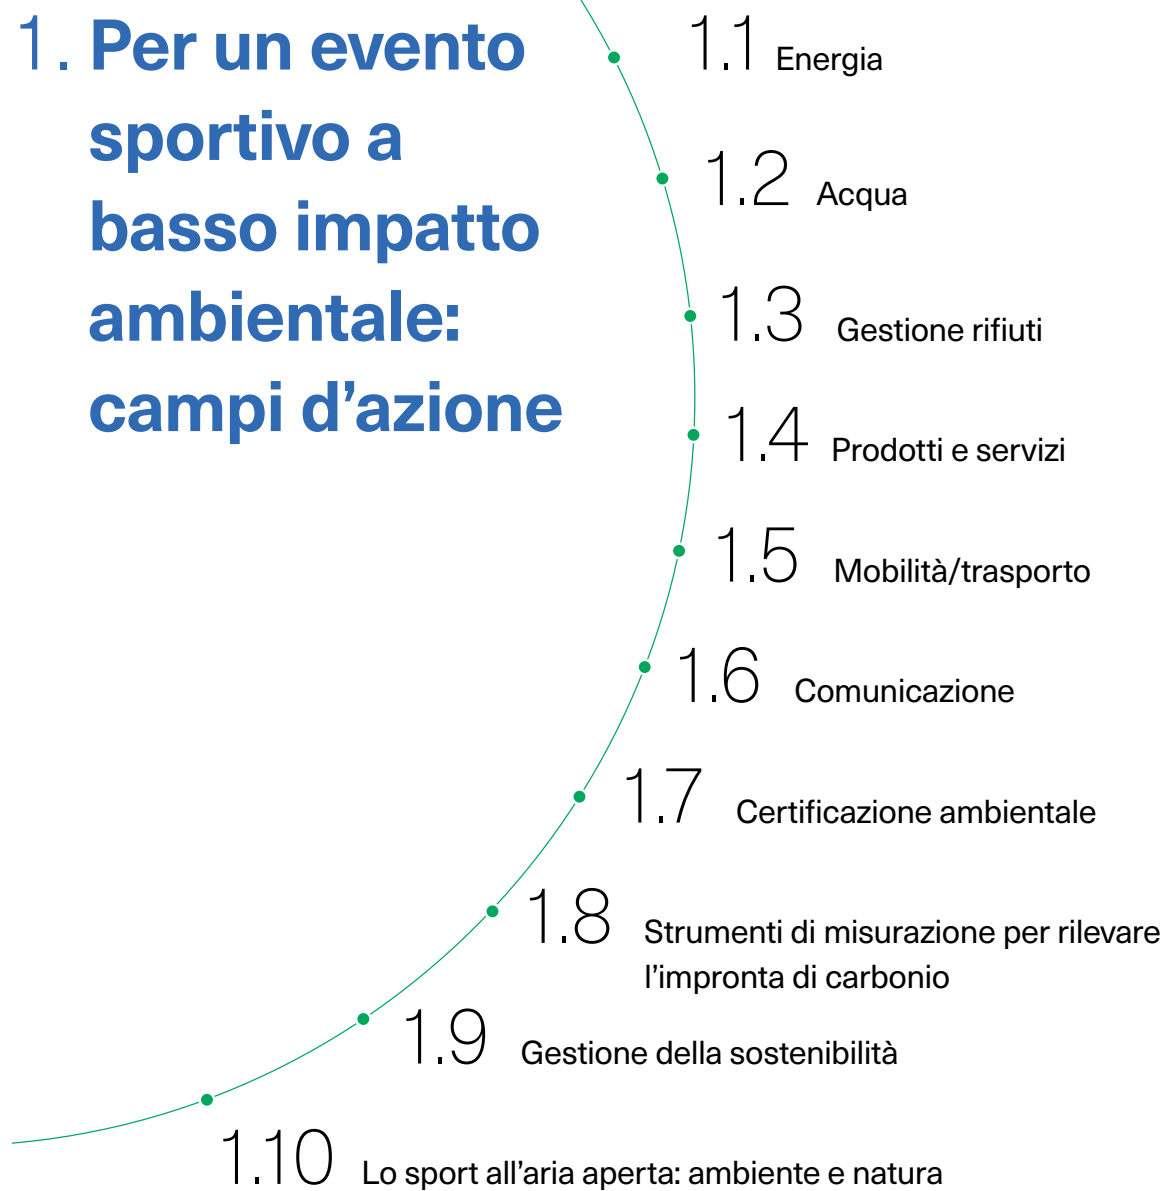 1. Per un evento
sportivo a
basso impatto
ambientale:
campi d’azione
1.1 Energia
1.2 Acqua
1.3 Gestione rifiuti
1.4 Prodotti e servizi
1.5 Mobilità/trasporto
1.6 Comunicazione
1.7 Certificazione ambientale
1.8 Strumenti di misurazione per rilevare
l’impronta di carbonio
1.9 Gestione della sostenibilità
1.10 Lo sport all’aria aperta: ambiente e natura